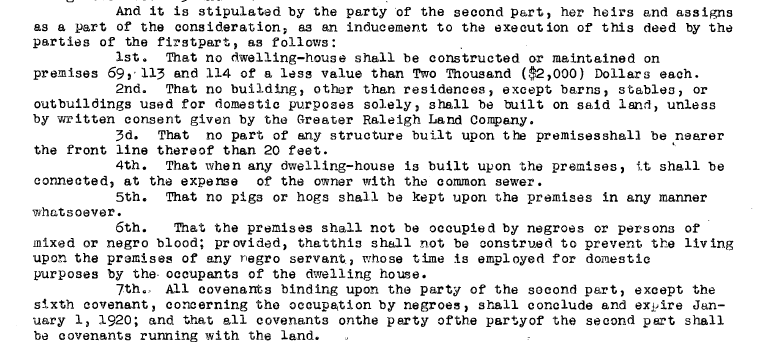 And it is stipulated by the party of the second part, her heirs and assigns
as a part of the consideration, as an inducement to the execution of this deed by the
parties of the firstpart, as follows:
1st. That no dwelling-house shall be constructed or maintained on
premises 69, 113 and 114 of a less value than Two Thousand ($2,000) Dollars each.
2nd. That no building, other than residences, except barns, stables, or
outbuildings used for domestic purposes solely, shall be built on said land, unless
by written consent given by the Greater Raleigh Land Company.
3d. That no part of any structure built upon the premisesshall be nearer
the front line thereof than 20 feet.
4th. That when any dwelling-house is built upon the premises, it shall be
connected, at the expense of the owner with the common sewer.
5th. That no pigs or hogs shall be kept upon the premises in any manner
whatsoever.
6th. That the premises shall not be occupied by negroes or persons of
mixed or negro blood; provided, thatthis shall not be construed to prevent the living
upon the premises of any negro servant, whose time is employed for domestic
purposes by the occupants of the dwelling house.
7th. All covenants binding upon the party of the second part, except the
sixth covenant, concerning the occupation by negroes, shall conclude and expire Jan-
uary 1, 1920; and that all covenants onthe party ofthe partyof the second part shall
be covenants running with the land.